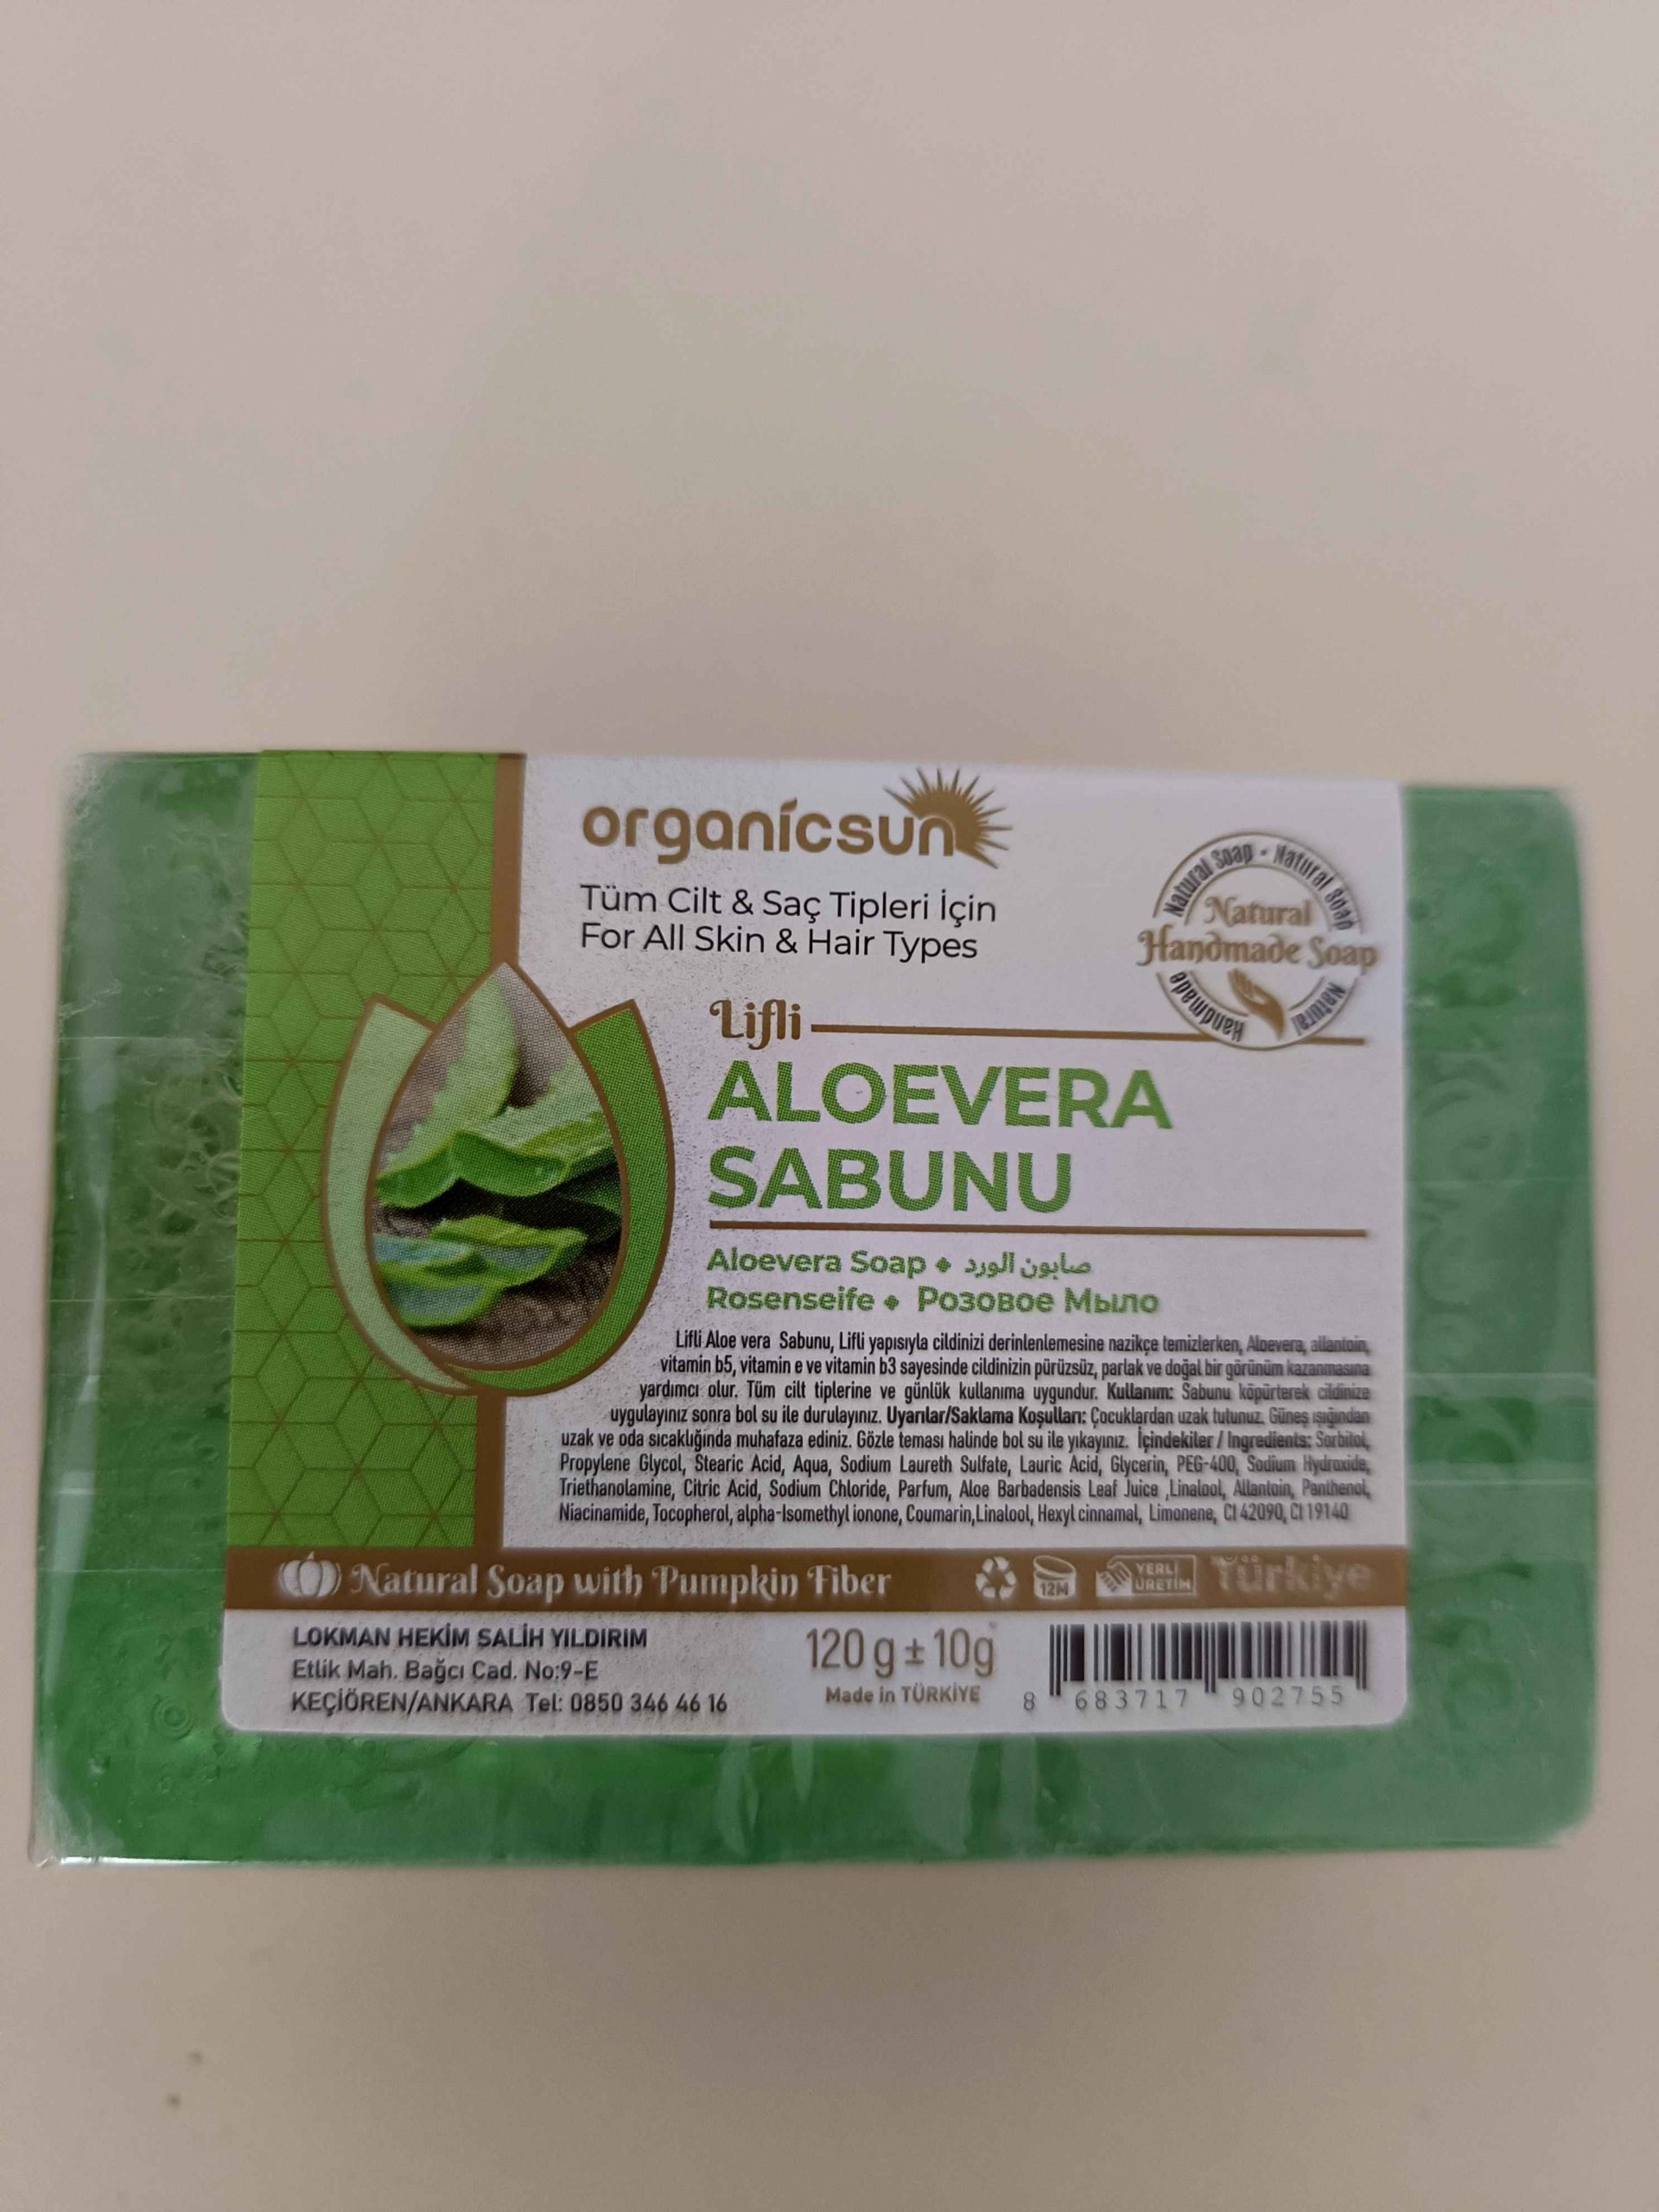 organicsun
Tüm Cilt & Saç Tipleri İçin
For All Skin & Hair Types
Natural Soap - Natural Soap
Natural
Handmade Soap
Handmade
Natural
Lifli
ALOEVERA
SABUNU
Aloevera Soap ⬥ صابون الورد
Rosenseife ⬥ Розовое Мыло
Lifli Aloe vera Sabunu, Lifli yapısıyla cildinizi derinlenlemesine nazikçe temizlerken, Aloevera, allantoin,
vitamin b5, vitamin e ve vitamin b3 sayesinde cildinizin pürüzsüz, parlak ve doğal bir görünüm kazanmasına
yardımcı olur. Tüm cilt tiplerine ve günlük kullanıma uygundur. Kullanım: Sabunu köpürterek cildinize
uygulayınız sonra bol su ile durulayınız. Uyarılar/Saklama Koşulları: Çocuklardan uzak tutunuz. Güneş ışığından
uzak ve oda sıcaklığında muhafaza ediniz. Gözle teması halinde bol su ile yıkayınız. İçindekiler / Ingredients: Sorbitol,
Propylene Glycol, Stearic Acid, Aqua, Sodium Laureth Sulfate, Lauric Acid, Glycerin, PEG-400, Sodium Hydroxide,
Triethanolamine, Citric Acid, Sodium Chloride, Parfum, Aloe Barbadensis Leaf Juice ,Linalool, Allantoin, Panthenol,
Niacinamide, Tocopherol, alpha-Isomethyl ionone, Coumarin,Linalool, Hexyl cinnamal, Limonene, CI 42090, CI 19140
Natural Soap with Pumpkin Fiber
12M
YERLİ
ÜRETİM
Türkiye
LOKMAN HEKİM SALİH YILDIRIM
Etlik Mah. Bağcı Cad. No:9-E
KEÇİÖREN/ANKARA Tel: 0850 346 46 16
120 g ± 10g
Made in TÜRKİYE
8 683717 902755